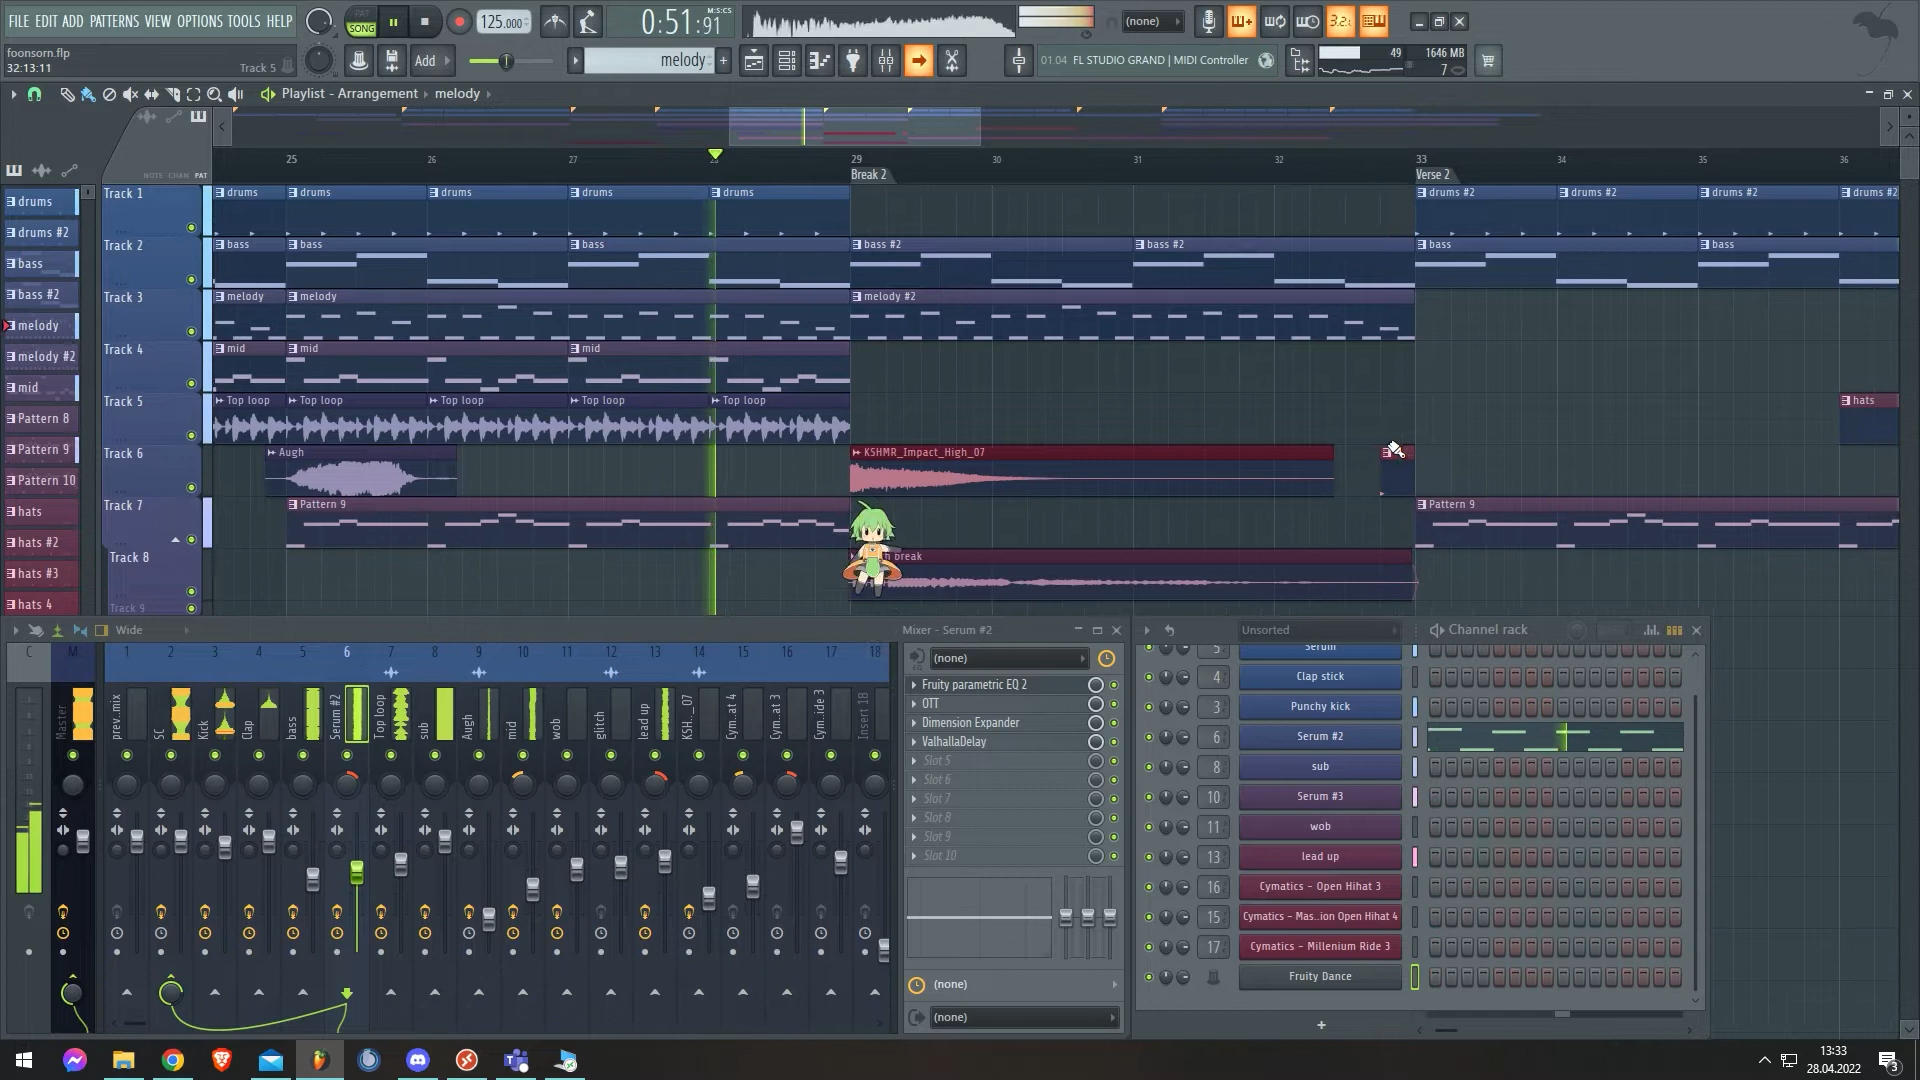 FILE EDIT ADD PATTERNS VIEW OPTIONS TOOLS HELP
PAT
SONG
125.000
0:51:91
M:S:CS
(none)
3.2:
foonsorn.flp
32:13:11
Track 5
Add
melody
01.04 FL STUDIO GRAND | MIDI Controller
49
1646 MB
7
Playlist - Arrangement
melody
25
26
27
28
29
30
31
32
33
34
35
36
NOTE CHAN PAT
Break 2
Verse 2
drums
drums #2
bass
bass #2
melody
melody #2
mid
Pattern 8
Pattern 9
Pattern 10
hats
hats #2
hats #3
hats 4
Track 1
drums
drums
drums
drums
drums
drums #2
drums #2
drums #2
drums #2
Track 2
bass
bass
bass
bass #2
bass #2
bass
bass
Track 3
melody
melody
melody #2
Track 4
mid
mid
mid
Track 5
Top loop
Top loop
Top loop
Top loop
Top loop
hats
Track 6
Augh
KSHMR_Impact_High_07
Track 7
Pattern 9
Pattern 9
Track 8
break
Track 9
Wide
C
M
1
2
3
4
5
6
7
8
9
10
11
12
13
14
15
16
17
18
Master
prev..mix
SC
Kick
Clap
bass
Serum #2
Top loop
sub
Augh
mid
wob
glitch
lead up
KSH.._07
Cym..at 4
Cym..at 3
Cym..ide 3
Insert 18
Mixer - Serum #2
(none)
Fruity parametric EQ 2
OTT
Dimension Expander
ValhallaDelay
Slot 5
Slot 6
Slot 7
Slot 8
Slot 9
Slot 10
(none)
(none)
Unsorted
Channel rack
5
Serum
4
Clap stick
3
Punchy kick
6
Serum #2
8
sub
10
Serum #3
11
wob
13
lead up
16
Cymatics - Open Hihat 3
15
Cymatics - Mas..ion Open Hihat 4
17
Cymatics - Millenium Ride 3
Fruity Dance
+
13:33
28.04.2022
3